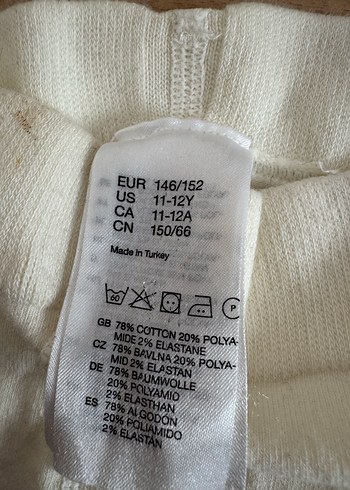 EUR 146/152
US 11-12Y
CA 11-12A
CN 150/66
Made in Turkey
60 P
GB 78% COTTON 20% POLYA-
MIDE 2% ELASTANE
CZ 78% BAVLNA 20% POLYA-
MID 2% ELASTAN
DE 78% BAUMWOLLE
20% POLYAMID
2% ELASTHAN
ES 78% ALGODÓN
20% POLIAMIDO
2% ELASTÁN